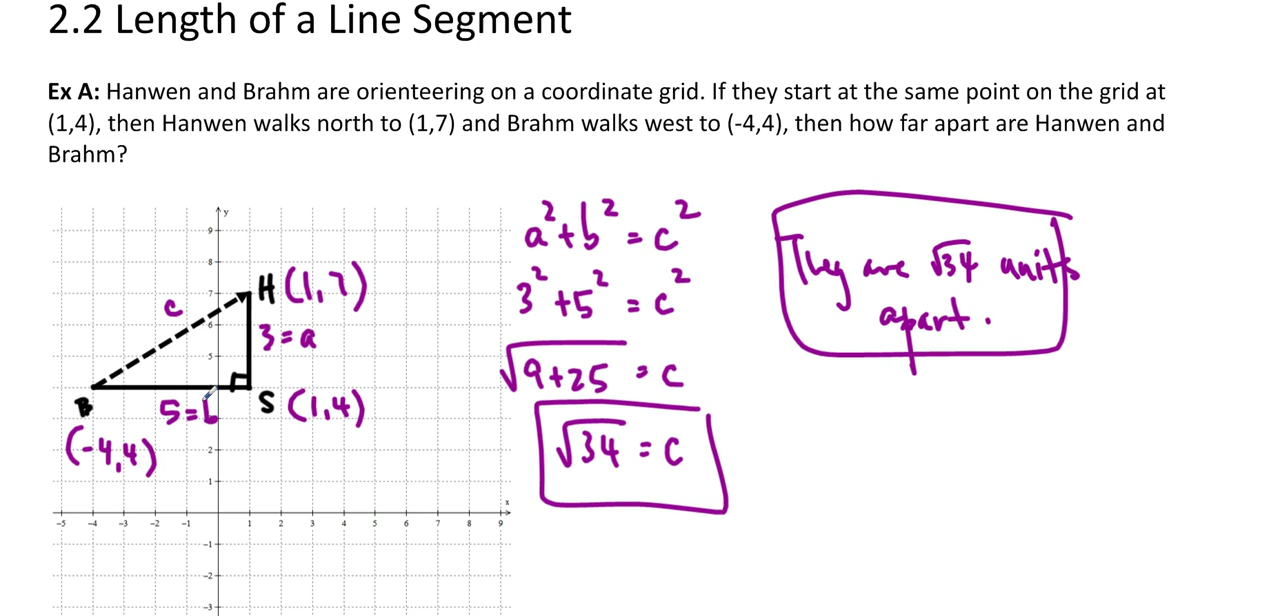 2.2 Length of a Line Segment
Ex A: Hanwen and Brahm are orienteering on a coordinate grid. If they start at the same point on the grid at
(1,4), then Hanwen walks north to (1,7) and Brahm walks west to (-4,4), then how far apart are Hanwen and
Brahm?
y
9
8
7
6
5
2
1
-1
-2
-3
x
-5 -4 -3 -2 -1 1 2 3 4 5 6 7 8 9
H (1,7)
c
3=a
B
5=b
S (1,4)
(-4,4)
a²+b²=c²
3²+5²=c²
√9+25 = c
√34 = c
They are √34 units
apart.